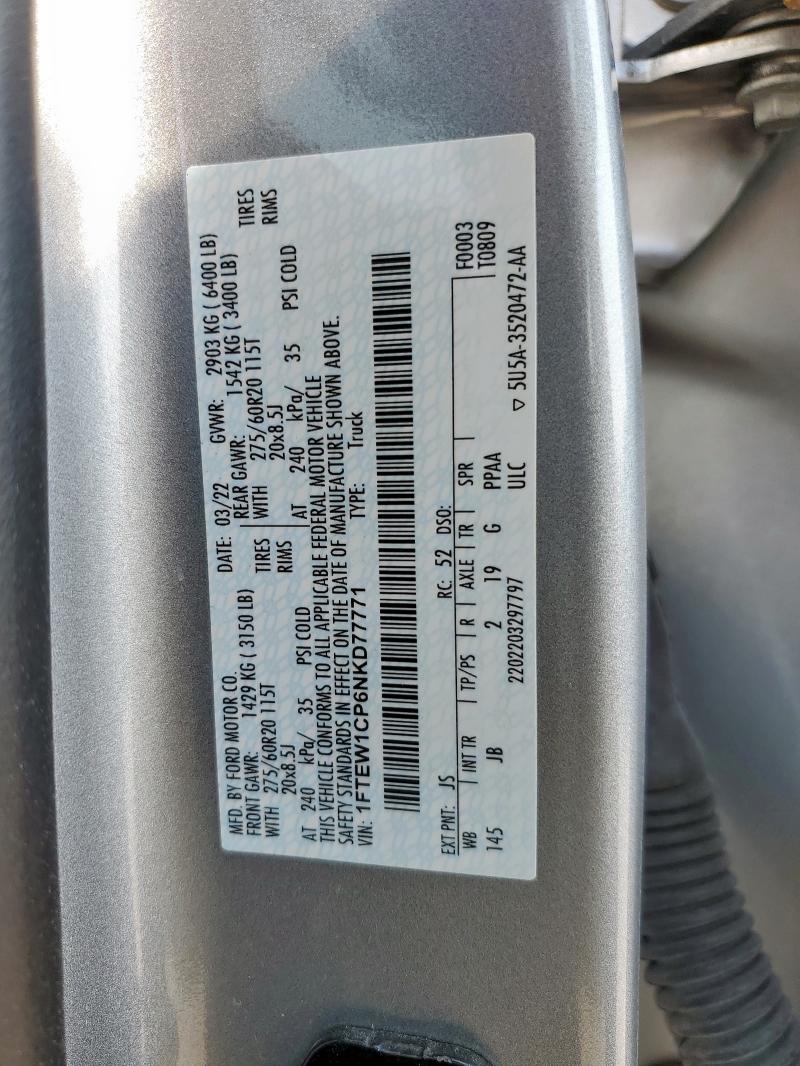 MFD. BY FORD MOTOR CO.
DATE: 03/22 GVWR: 2903 KG ( 6400 LB)
FRONT GAWR: 1429 KG ( 3150 LB) REAR GAWR: 1542 KG ( 3400 LB)
WITH 275/60R20 115T TIRES WITH 275/60R20 115T TIRES
20x8.5J RIMS 20x8.5J RIMS
AT 240 kPa/ 35 PSI COLD AT 240 kPa/ 35 PSI COLD
THIS VEHICLE CONFORMS TO ALL APPLICABLE FEDERAL MOTOR VEHICLE
SAFETY STANDARDS IN EFFECT ON THE DATE OF MANUFACTURE SHOWN ABOVE.
VIN: 1FTEW1CP6NKD77771 TYPE: Truck
EXT PNT: JS RC: 52 DSO:
WB INT TR TP/PS R AXLE TR SPR F0003
145 JB 2 19 G PPAA T0809
2202203297797 ULC ▽ 5U5A-3520472-AA